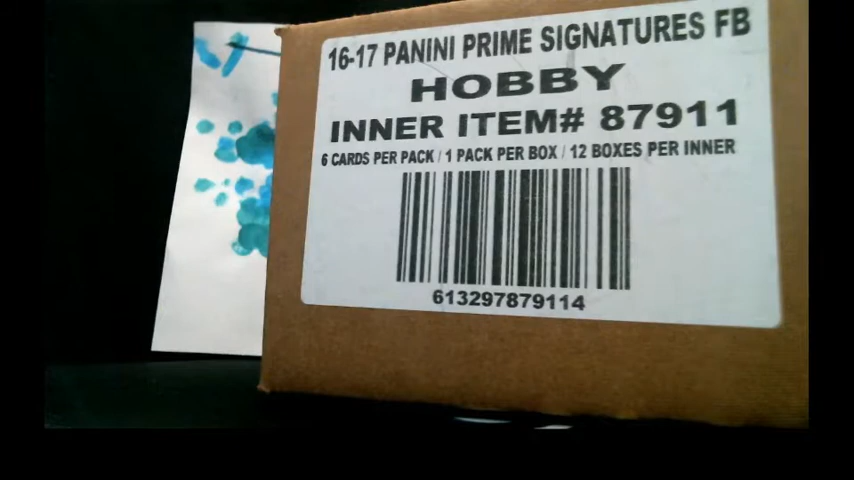 16-17 PANINI PRIME SIGNATURES FB
HOBBY
INNER ITEM# 87911
6 CARDS PER PACK / 1 PACK PER BOX / 12 BOXES PER INNER
613297879114